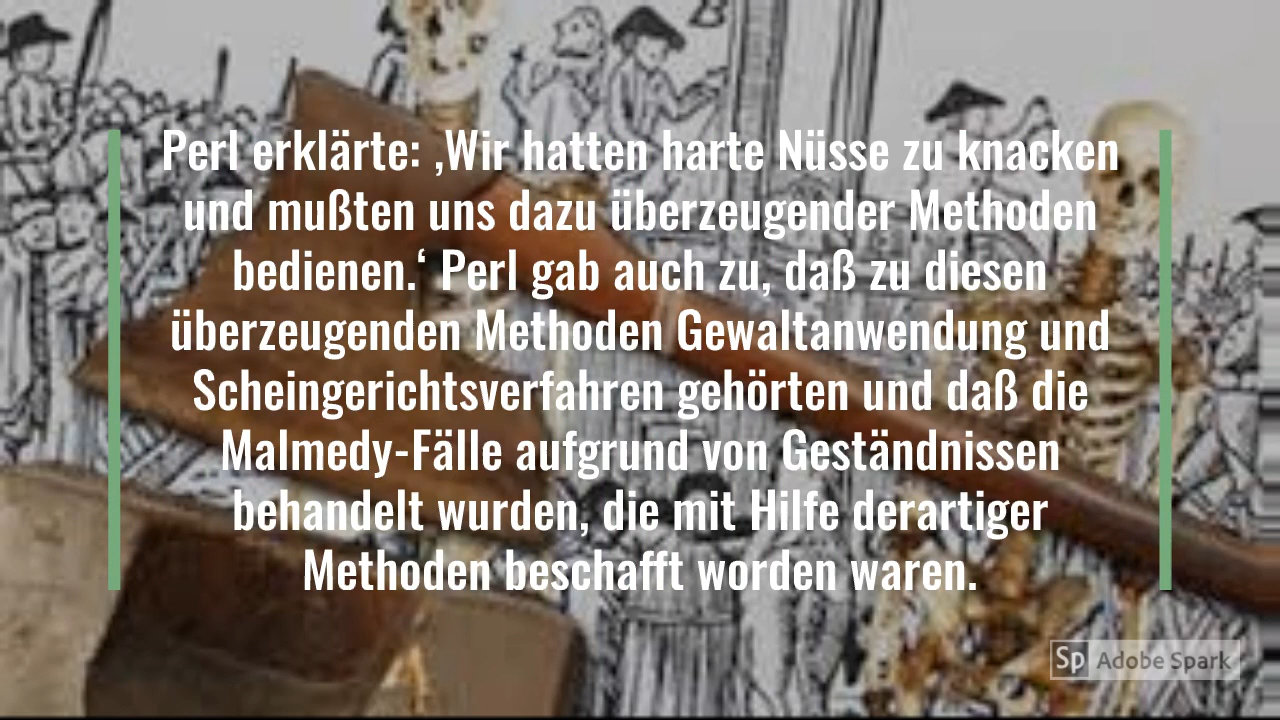 Perl erklärte: ‚Wir hatten harte Nüsse zu knacken
und mußten uns dazu überzeugender Methoden
bedienen.‘ Perl gab auch zu, daß zu diesen
überzeugenden Methoden Gewaltanwendung und
Scheingerichtsverfahren gehörten und daß die
Malmedy-Fälle aufgrund von Geständnissen
behandelt wurden, die mit Hilfe derartiger
Methoden beschafft worden waren.
Sp Adobe Spark